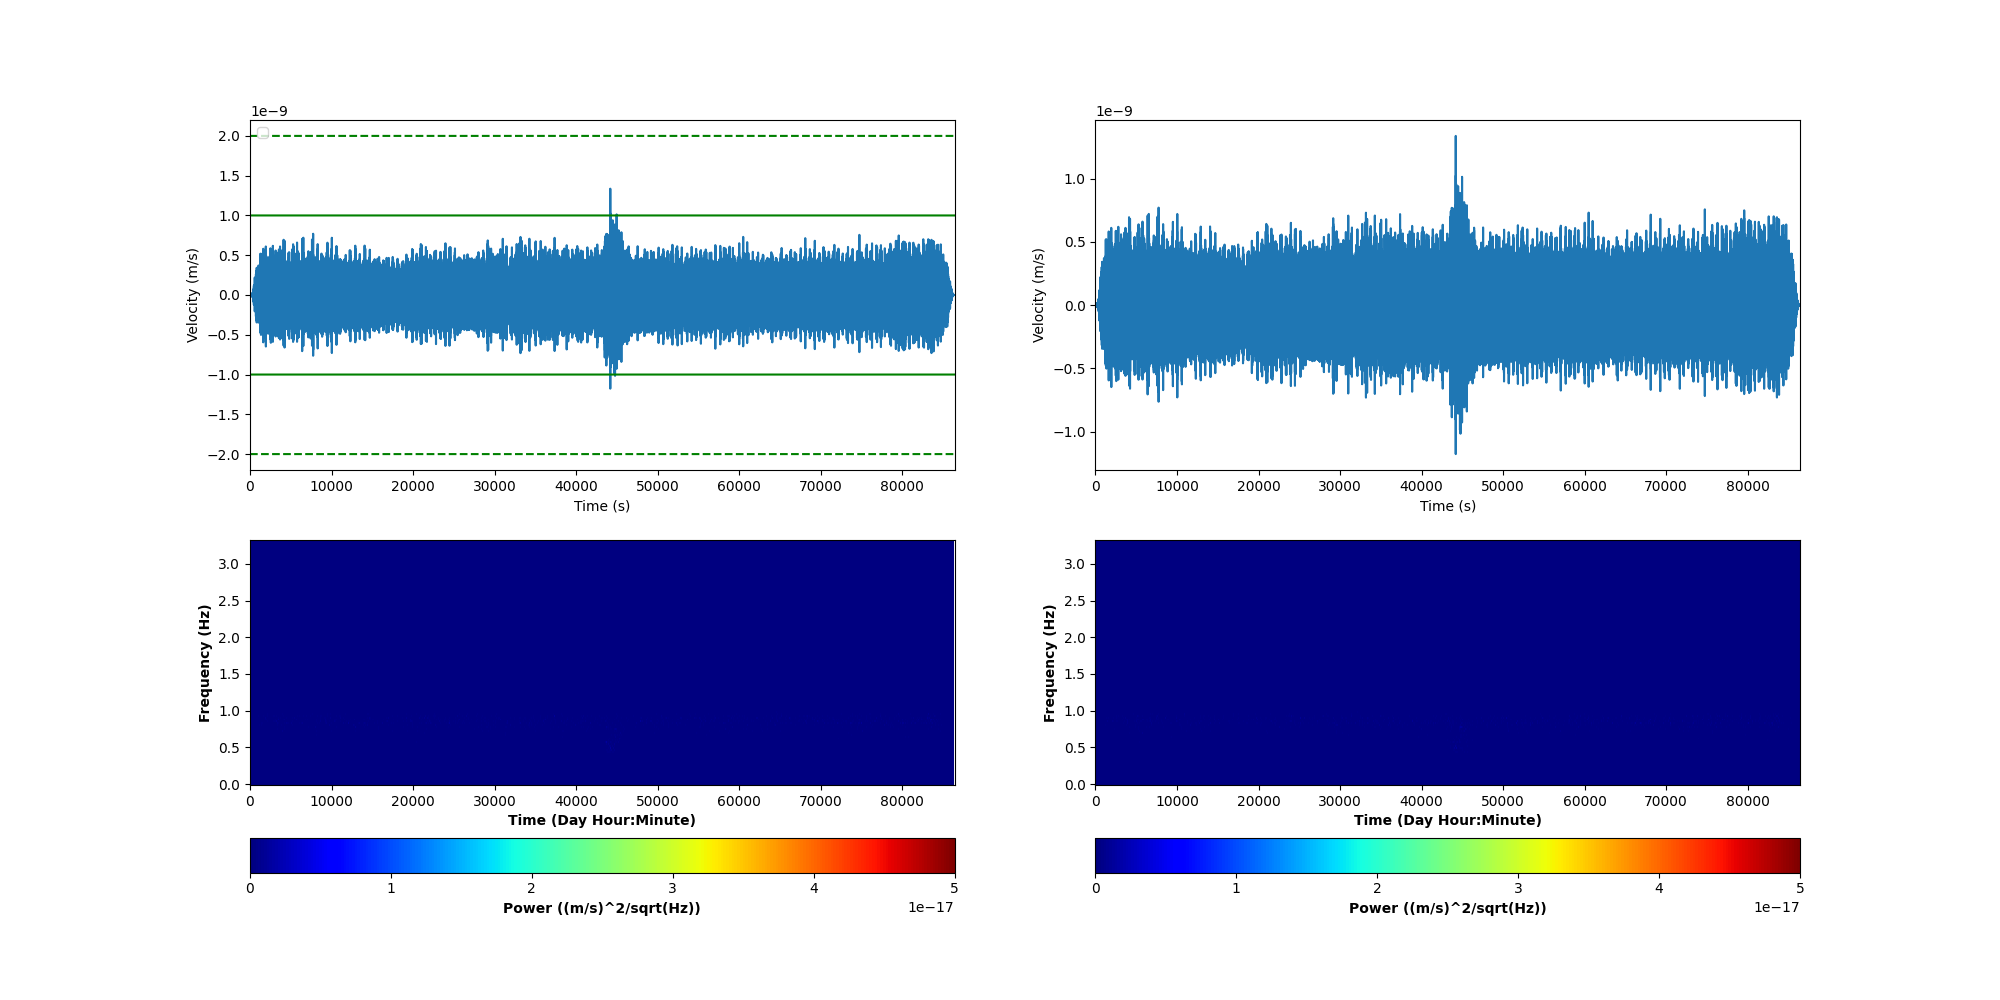 1e−9
2.0
1.5
1.0
0.5
0.0
−0.5
−1.0
−1.5
−2.0
Velocity (m/s)
0 10000 20000 30000 40000 50000 60000 70000 80000
Time (s)
1e−9
1.0
0.5
0.0
−0.5
−1.0
Velocity (m/s)
0 10000 20000 30000 40000 50000 60000 70000 80000
Time (s)
3.0
2.5
2.0
1.5
1.0
0.5
0.0
Frequency (Hz)
0 10000 20000 30000 40000 50000 60000 70000 80000
Time (Day Hour:Minute)
0 1 2 3 4 5
Power ((m/s)^2/sqrt(Hz))
1e−17
3.0
2.5
2.0
1.5
1.0
0.5
0.0
Frequency (Hz)
0 10000 20000 30000 40000 50000 60000 70000 80000
Time (Day Hour:Minute)
0 1 2 3 4 5
Power ((m/s)^2/sqrt(Hz))
1e−17